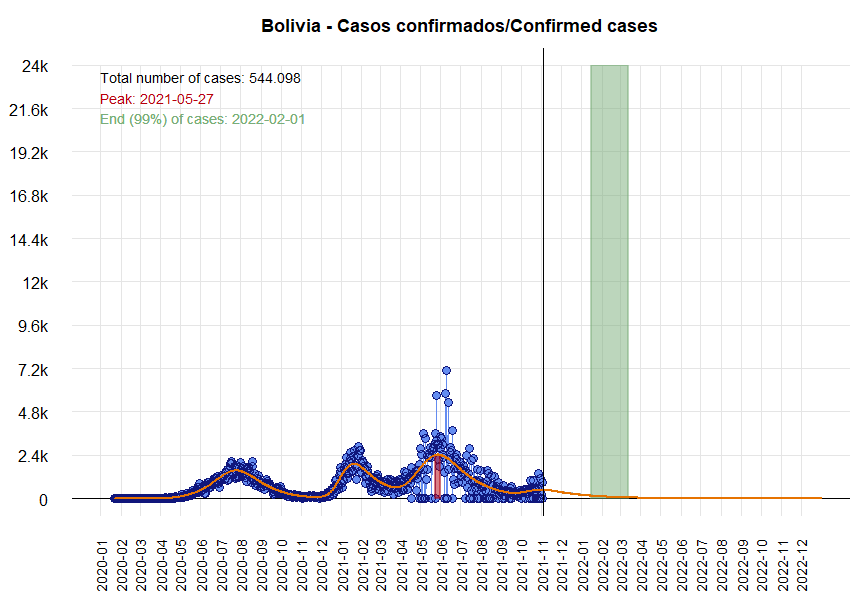 Bolivia - Casos confirmados/Confirmed cases
24k
Total number of cases: 544.098
Peak: 2021-05-27
End (99%) of cases: 2022-02-01
21.6k
19.2k
16.8k
14.4k
12k
9.6k
7.2k
4.8k
2.4k
0
2020-01
2020-02
2020-03
2020-04
2020-05
2020-06
2020-07
2020-08
2020-09
2020-10
2020-11
2020-12
2021-01
2021-02
2021-03
2021-04
2021-05
2021-06
2021-07
2021-08
2021-09
2021-10
2021-11
2021-12
2022-01
2022-02
2022-03
2022-04
2022-05
2022-06
2022-07
2022-08
2022-09
2022-10
2022-11
2022-12